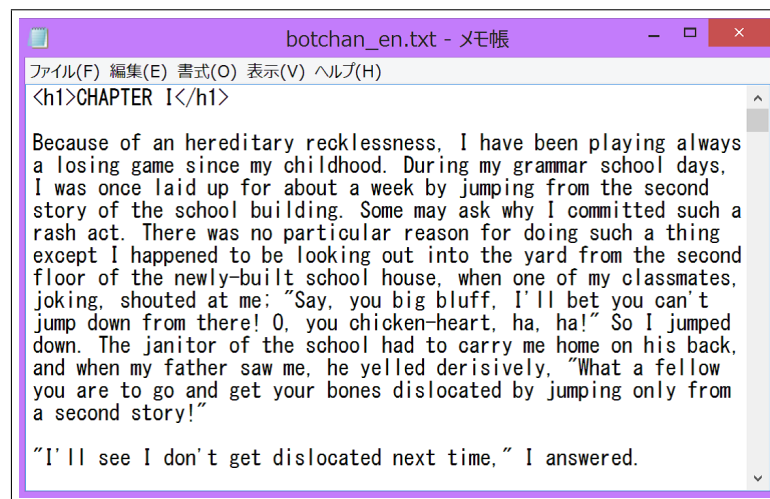 botchan_en.txt - メモ帳
ファイル(F) 編集(E) 書式(O) 表示(V) ヘルプ(H)
<h1>CHAPTER I</h1>
Because of an hereditary recklessness, I have been playing always
a losing game since my childhood. During my grammar school days,
I was once laid up for about a week by jumping from the second
story of the school building. Some may ask why I committed such a
rash act. There was no particular reason for doing such a thing
except I happened to be looking out into the yard from the second
floor of the newly-built school house, when one of my classmates,
joking, shouted at me; "Say, you big bluff, I'll bet you can't
jump down from there! O, you chicken-heart, ha, ha!" So I jumped
down. The janitor of the school had to carry me home on his back,
and when my father saw me, he yelled derisively, "What a fellow
you are to go and get your bones dislocated by jumping only from
a second story!"
"I'll see I don't get dislocated next time," I answered.